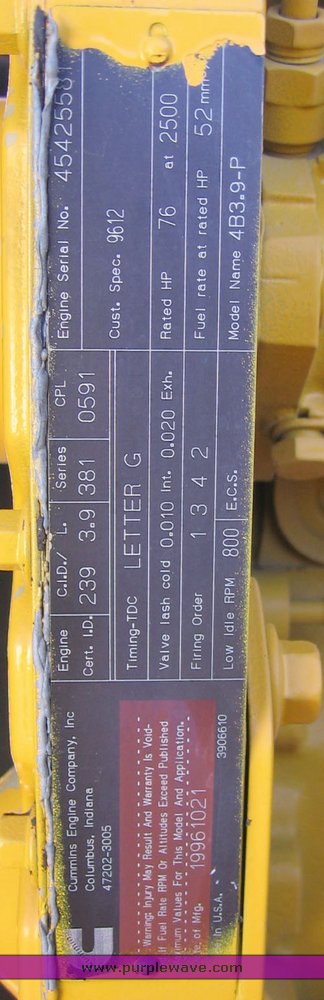 Cummins Engine Company, Inc
Columbus, Indiana
47202-3005
Warning: Injury May Result And Warranty Is Void-
If Fuel Rate RPM Or Altitudes Exceed Published
Maximum Values For This Model And Application.
of Mfg. 19961021
In U.S.A. 3906610
Engine C.I.D./ L. Series CPL
Cert. I.D. 239 3.9 381 0591
Timing-TDC LETTER G
Valve lash cold 0.010 Int. 0.020 Exh.
Firing Order 1 3 4 2
Low Idle RPM 800 E.C.S.
Engine Serial No. 454255
Cust. Spec. 9612
Rated HP 76 at 2500
Fuel rate at rated HP 52 mm
Model Name 4B3.9-P
www.purplewave.com